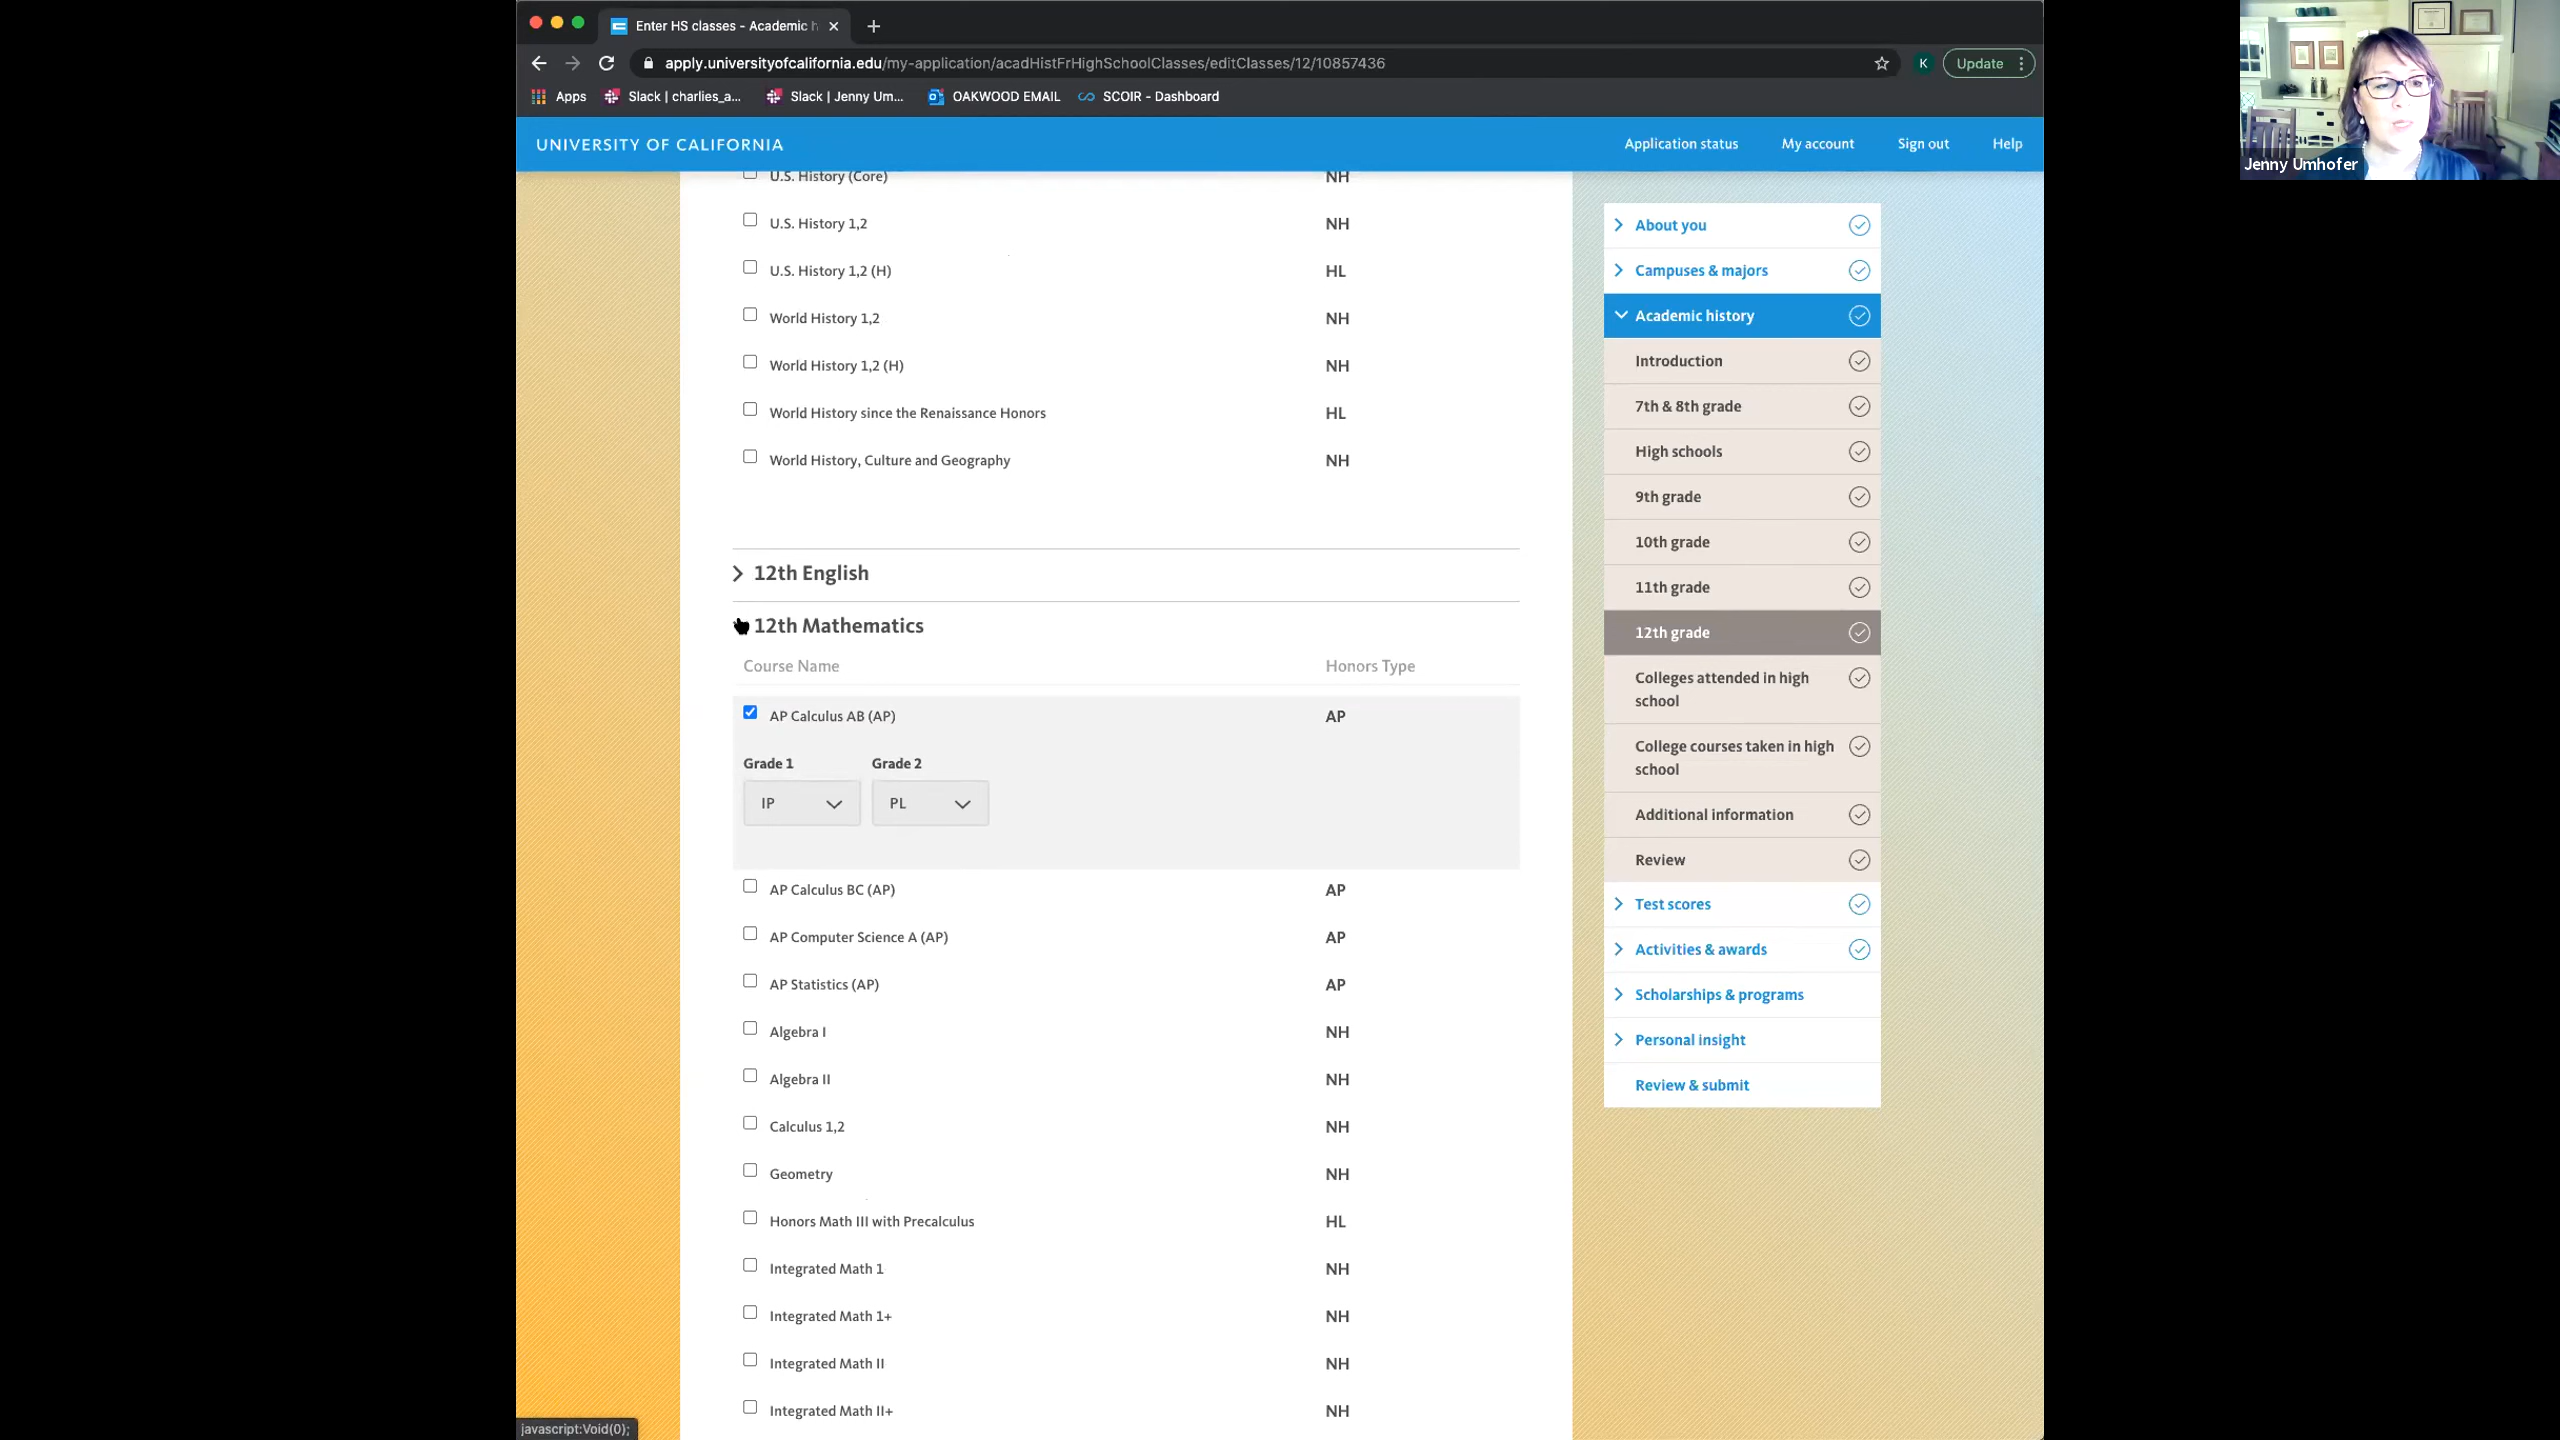 Enter HS classes - Academic h
apply.universityofcalifornia.edu/my-application/acadHistFrHighSchoolClasses/editClasses/12/10857436
K
Update
Apps
Slack | charlies_a...
Slack | Jenny Um...
OAKWOOD EMAIL
SCOIR - Dashboard
Jenny Umhofer
UNIVERSITY OF CALIFORNIA
Application status
My account
Sign out
Help
U.S. History (Core) NH
U.S. History 1,2 NH
U.S. History 1,2 (H) HL
World History 1,2 NH
World History 1,2 (H) NH
World History since the Renaissance Honors HL
World History, Culture and Geography NH
12th English
12th Mathematics
Course Name Honors Type
AP Calculus AB (AP) AP
Grade 1 Grade 2
IP PL
AP Calculus BC (AP) AP
AP Computer Science A (AP) AP
AP Statistics (AP) AP
Algebra I NH
Algebra II NH
Calculus 1,2 NH
Geometry NH
Honors Math III with Precalculus HL
Integrated Math 1 NH
Integrated Math 1+ NH
Integrated Math II NH
Integrated Math II+ NH
About you
Campuses & majors
Academic history
Introduction
7th & 8th grade
High schools
9th grade
10th grade
11th grade
12th grade
Colleges attended in high
school
College courses taken in high
school
Additional information
Review
Test scores
Activities & awards
Scholarships & programs
Personal insight
Review & submit
javascript:Void(0);